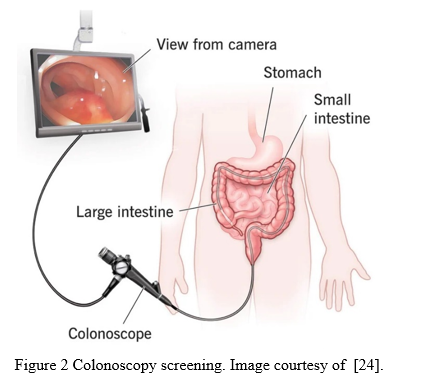 View from camera
Stomach
Small
intestine
Large intestine
Colonoscope
Figure 2 Colonoscopy screening. Image courtesy of  [24].